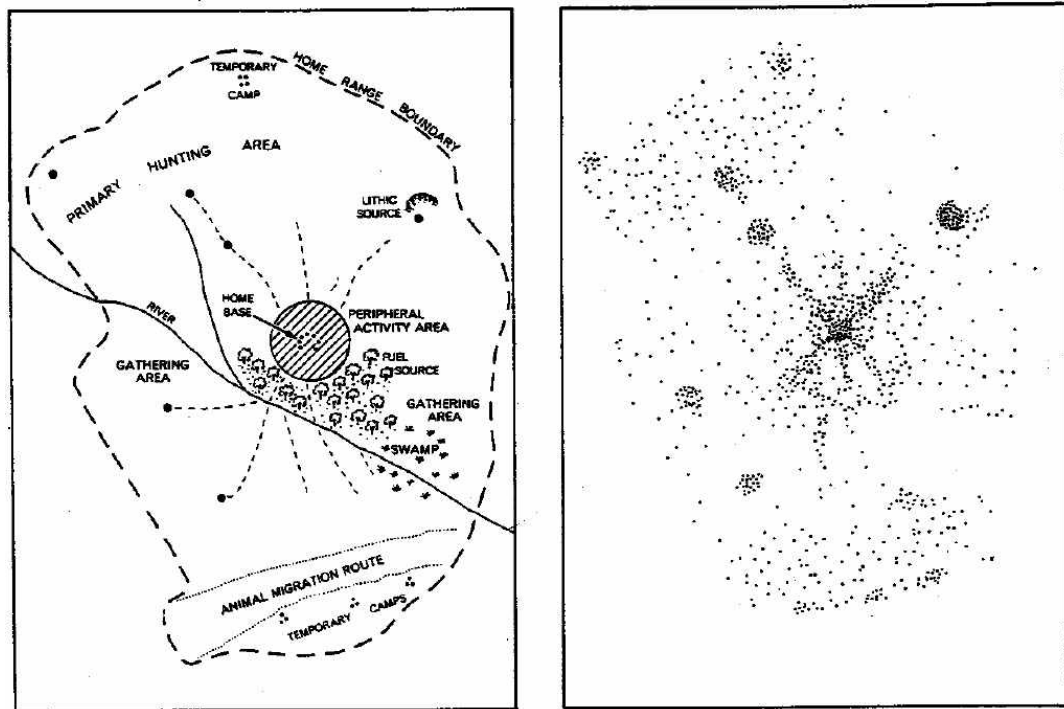 TEMPORARY
CAMP
HOME RANGE BOUNDARY
PRIMARY HUNTING AREA
LITHIC
SOURCE
HOME
BASE
PERIPHERAL
ACTIVITY AREA
RIVER
FUEL
SOURCE
GATHERING
AREA
GATHERING
AREA
SWAMP
ANIMAL MIGRATION ROUTE
TEMPORARY CAMPS